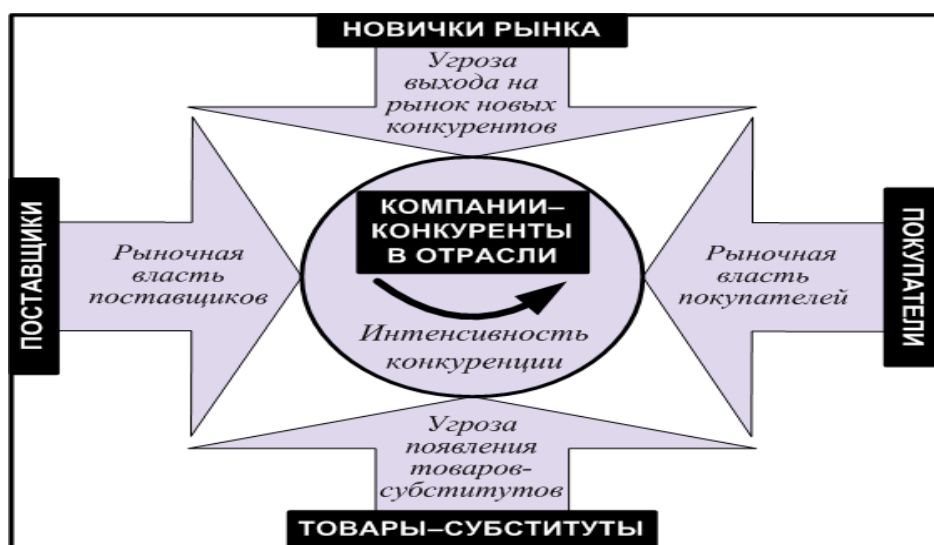 НОВИЧКИ РЫНКА
Угроза
выхода на
рынок новых
конкурентов
ПОСТАВЩИКИ
Рыночная
власть
поставщиков
КОМПАНИИ–
КОНКУРЕНТЫ
В ОТРАСЛИ
Интенсивность
конкуренции
Рыночная
власть
покупателей
ПОКУПАТЕЛИ
Угроза
появления
товаров-
субститутов
ТОВАРЫ–СУБСТИТУТЫ